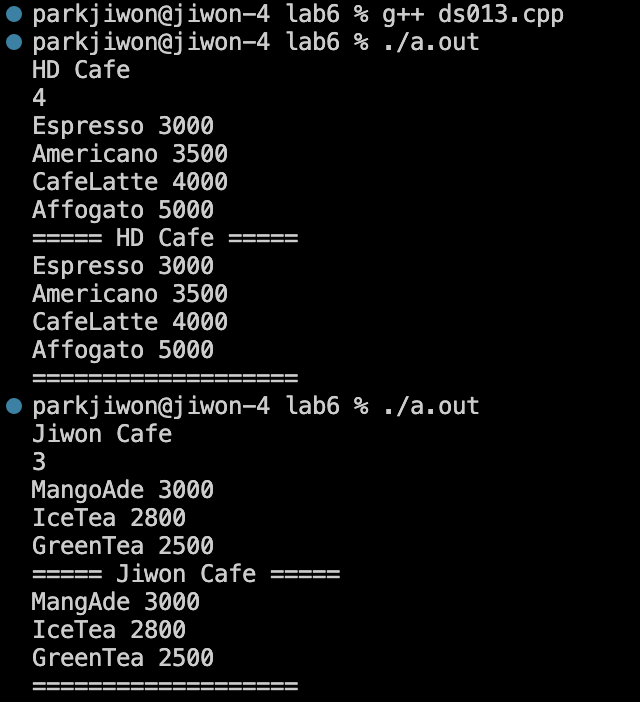 parkjiwon@jiwon-4 lab6 % g++ ds013.cpp
parkjiwon@jiwon-4 lab6 % ./a.out
HD Cafe
4
Espresso 3000
Americano 3500
CafeLatte 4000
Affogato 5000
===== HD Cafe =====
Espresso 3000
Americano 3500
CafeLatte 4000
Affogato 5000
===================
parkjiwon@jiwon-4 lab6 % ./a.out
Jiwon Cafe
3
MangoAde 3000
IceTea 2800
GreenTea 2500
===== Jiwon Cafe =====
MangAde 3000
IceTea 2800
GreenTea 2500
===================